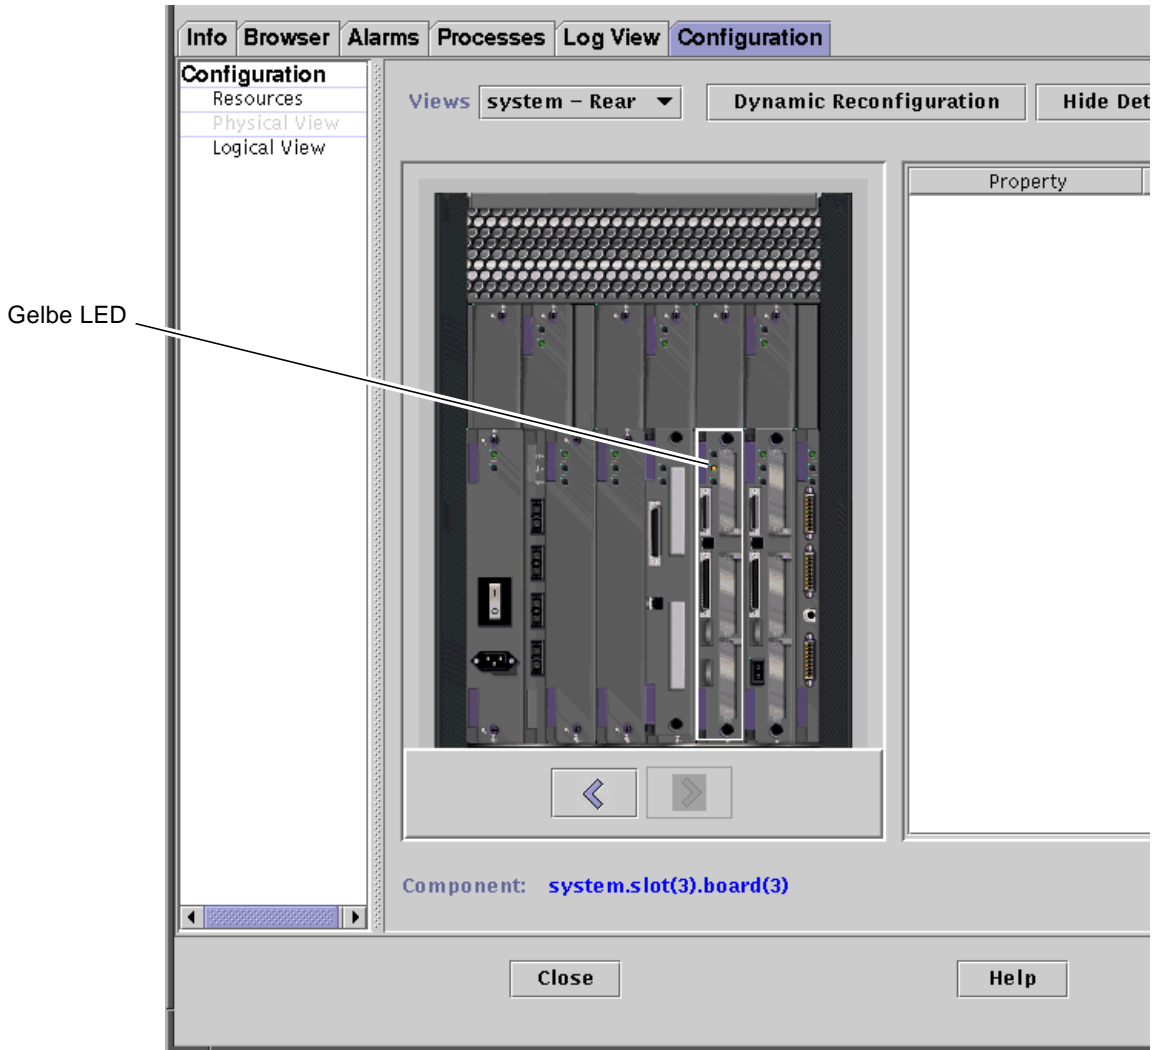 Info Browser Alarms Processes Log View Configuration
Configuration
Resources
Physical View
Logical View
Views system – Rear Dynamic Reconfiguration Hide Det
Property
Gelbe LED
Component: system.slot(3).board(3)
Close Help